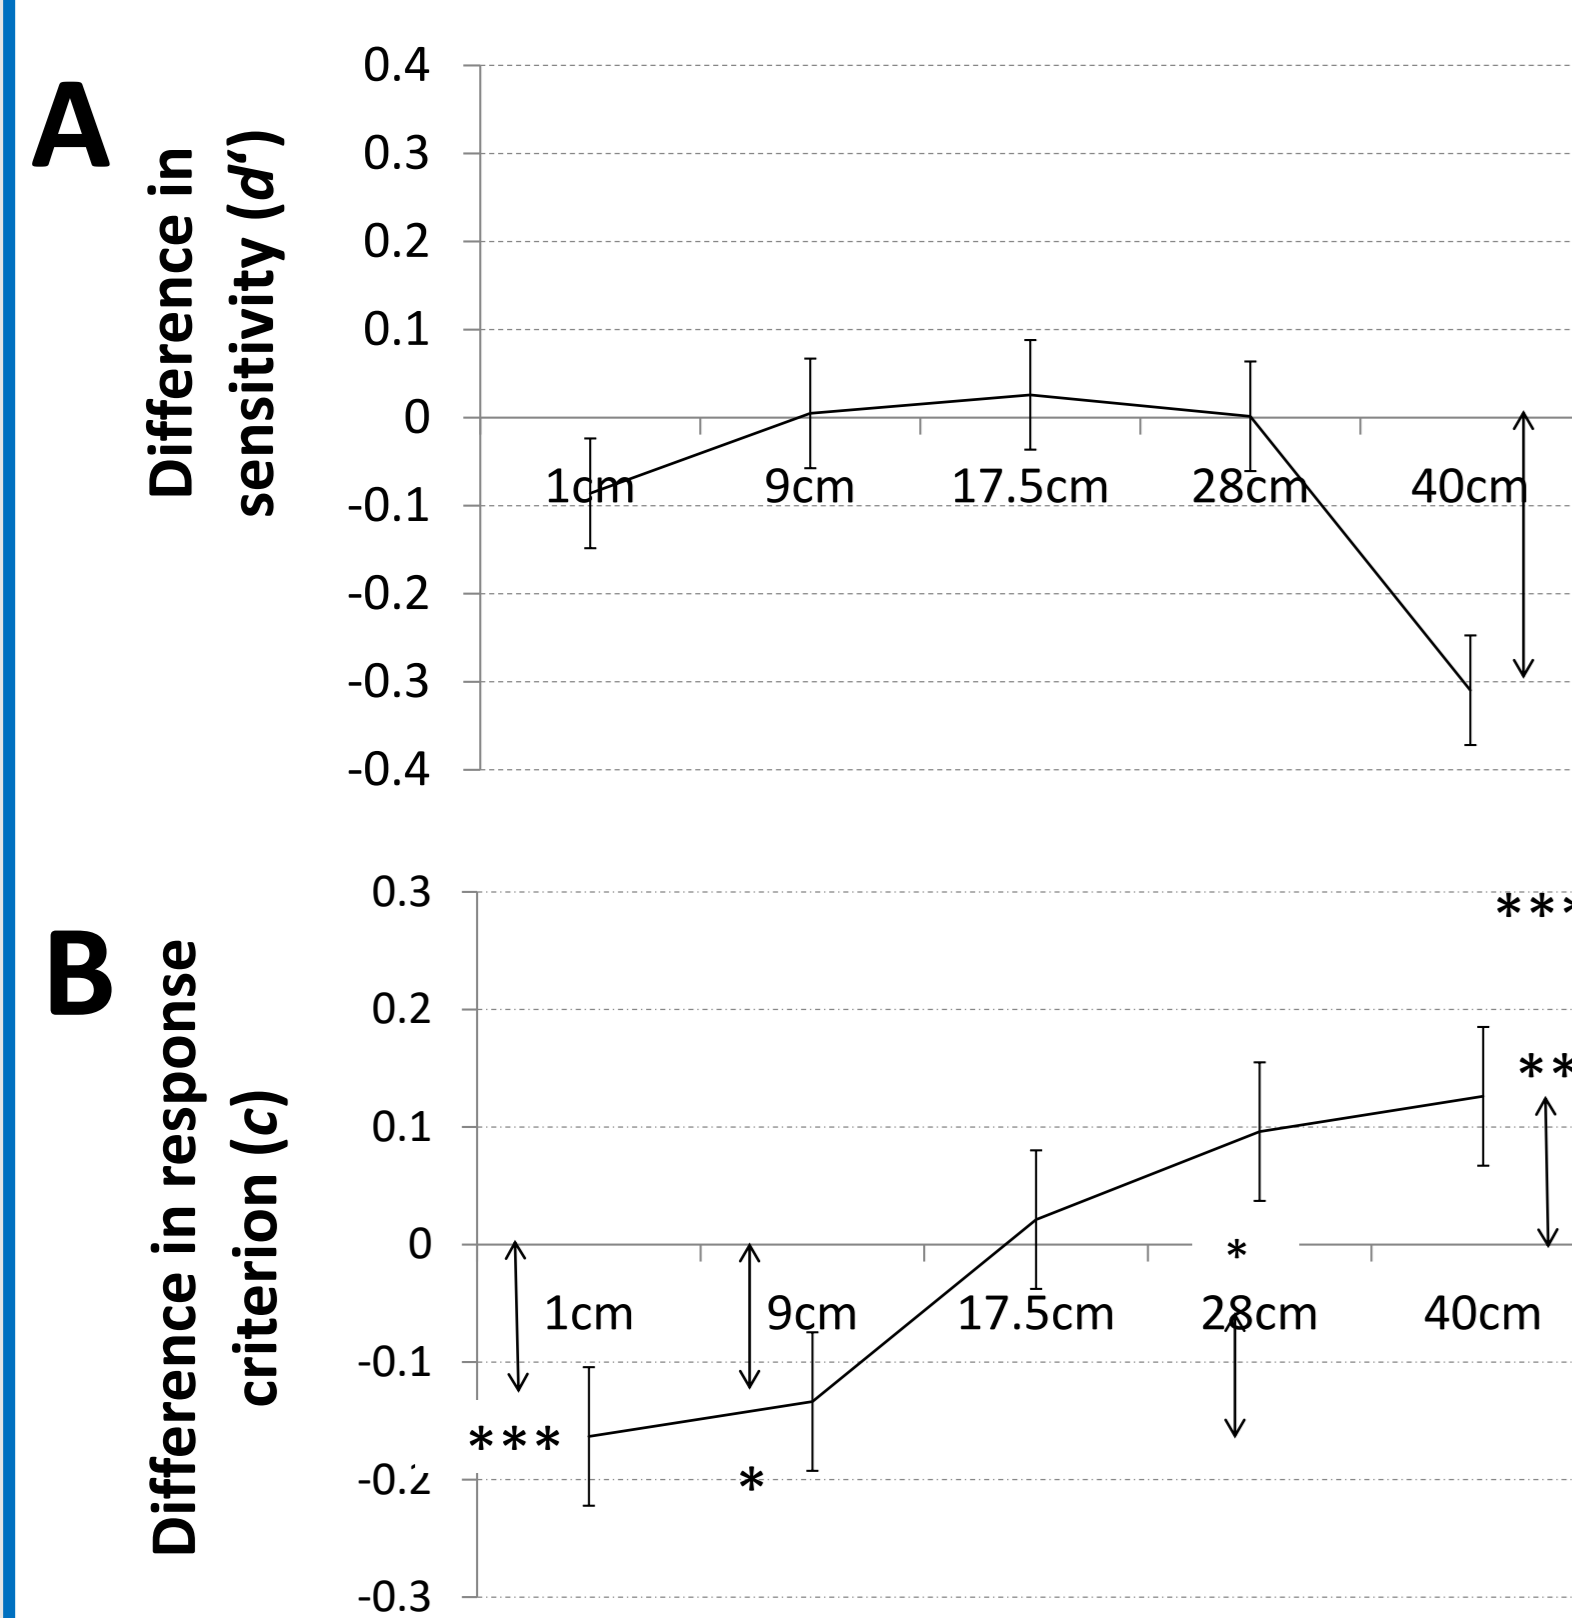 A
Difference in
sensitivity (d‘)
0.4
0.3
0.2
0.1
0
-0.1
-0.2
-0.3
-0.4
1cm 9cm 17.5cm 28cm 40cm
B
Difference in response
criterion (c)
0.3
0.2
0.1
0
-0.1
-0.2
-0.3
***
**
*
1cm 9cm 17.5cm 28cm 40cm
***
*